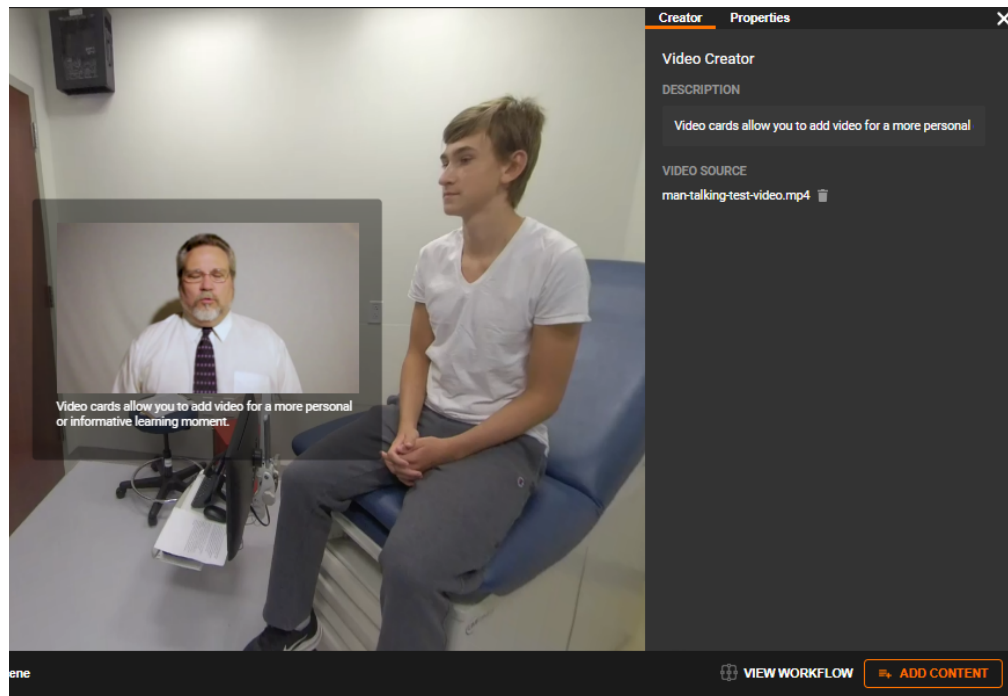 Creator
Properties
Video Creator
DESCRIPTION
Video cards allow you to add video for a more personal
VIDEO SOURCE
man-talking-test-video.mp4
Video cards allow you to add video for a more personal
or informative learning moment.
ene
VIEW WORKFLOW
ADD CONTENT